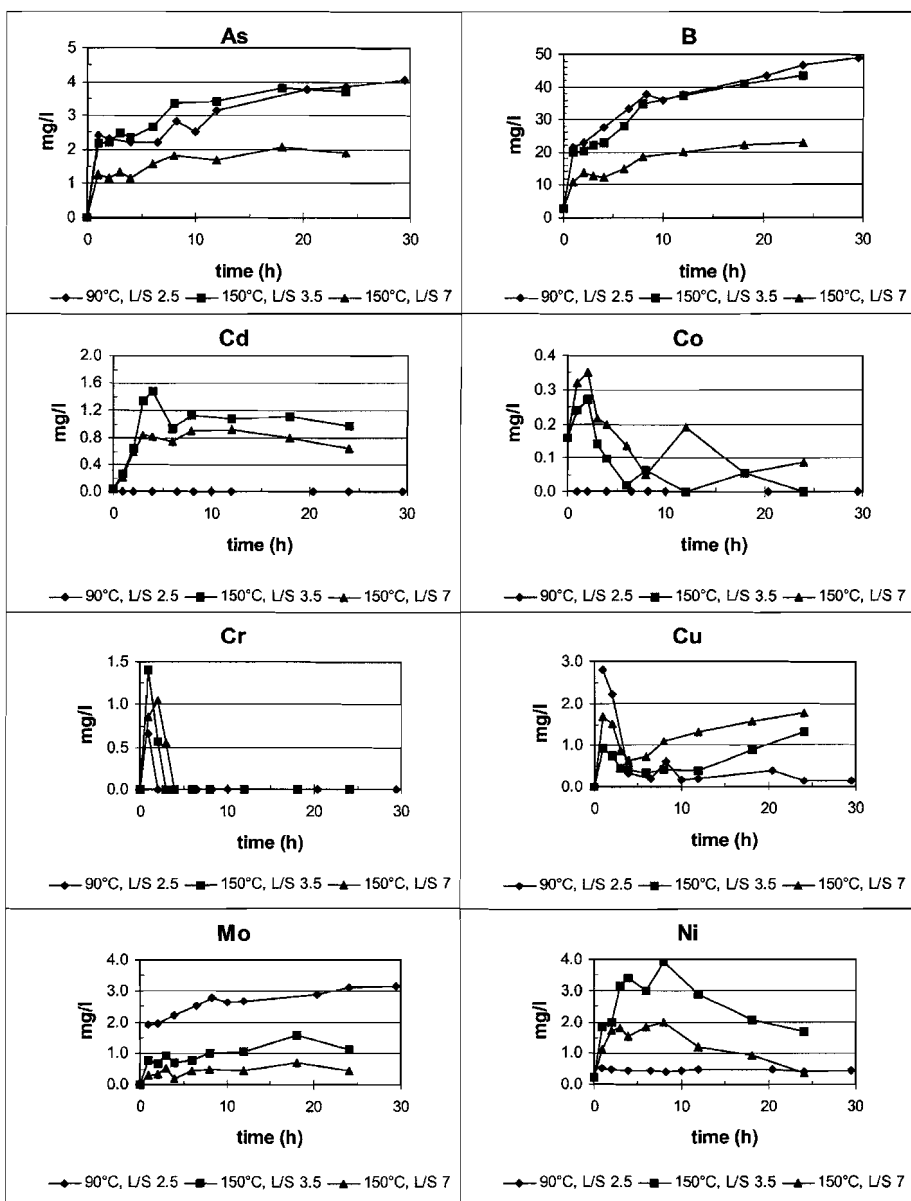 As
5
4
3
2
1
0
mg/l
0 10 20 30
time (h)
90°C, L/S 2.5 150°C, L/S 3.5 150°C, L/S 7
B
50
40
30
20
10
0
mg/l
0 10 20 30
time (h)
90°C, L/S 2.5 150°C, L/S 3.5 150°C, L/S 7
Cd
2.0
1.6
1.2
0.8
0.4
0.0
mg/l
0 10 20 30
time (h)
90°C, L/S 2.5 150°C, L/S 3.5 150°C, L/S 7
Co
0.4
0.3
0.2
0.1
0.0
mg/l
0 10 20 30
time (h)
90°C, L/S 2.5 150°C, L/S 3.5 150°C, L/S 7
Cr
1.5
1.0
0.5
0.0
mg/l
0 10 20 30
time (h)
90°C, L/S 2.5 150°C, L/S 3.5 150°C, L/S 7
Cu
3.0
2.0
1.0
0.0
mg/l
0 10 20 30
time (h)
90°C, L/S 2.5 150°C, L/S 3.5 150°C, L/S 7
Mo
4.0
3.0
2.0
1.0
0.0
mg/l
0 10 20 30
time (h)
90°C, L/S 2.5 150°C, L/S 3.5 150°C, L/S 7
Ni
4.0
3.0
2.0
1.0
0.0
mg/l
0 10 20 30
time (h)
90°C, L/S 2.5 150°C, L/S 3.5 150°C, L/S 7